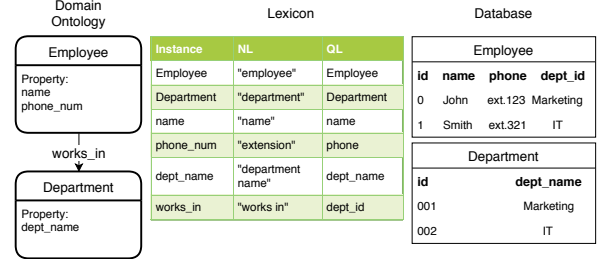 Domain
Ontology
Lexicon
Database
Employee
Property:
name
phone_num
works_in
Department
Property:
dept_name
Instance NL QL
Employee "employee" Employee
Department "department" Department
name "name" name
phone_num "extension" phone
dept_name "department name" dept_name
works_in "works in" dept_id
Employee
id name phone dept_id
0 John ext.123 Marketing
1 Smith ext.321 IT
Department
id dept_name
001 Marketing
002 IT